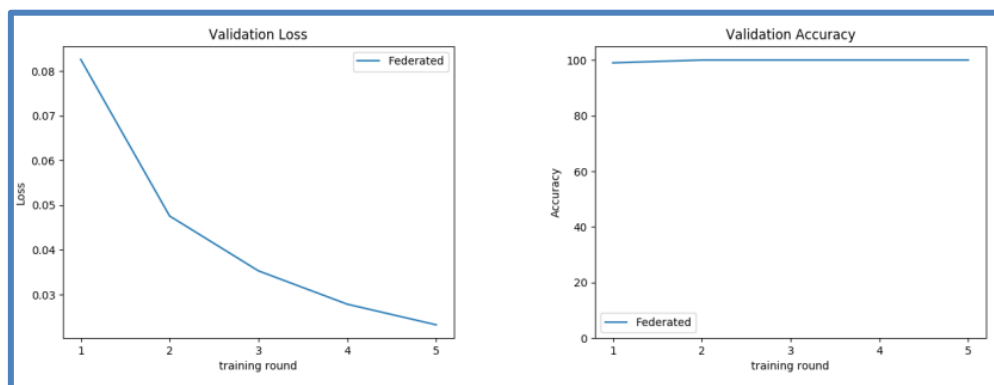 Validation Loss
Federated
0.08
0.07
0.06
0.05
0.04
0.03
Loss
1 2 3 4 5
training round
Validation Accuracy
100
80
60
40
20
0
Accuracy
Federated
1 2 3 4 5
training round